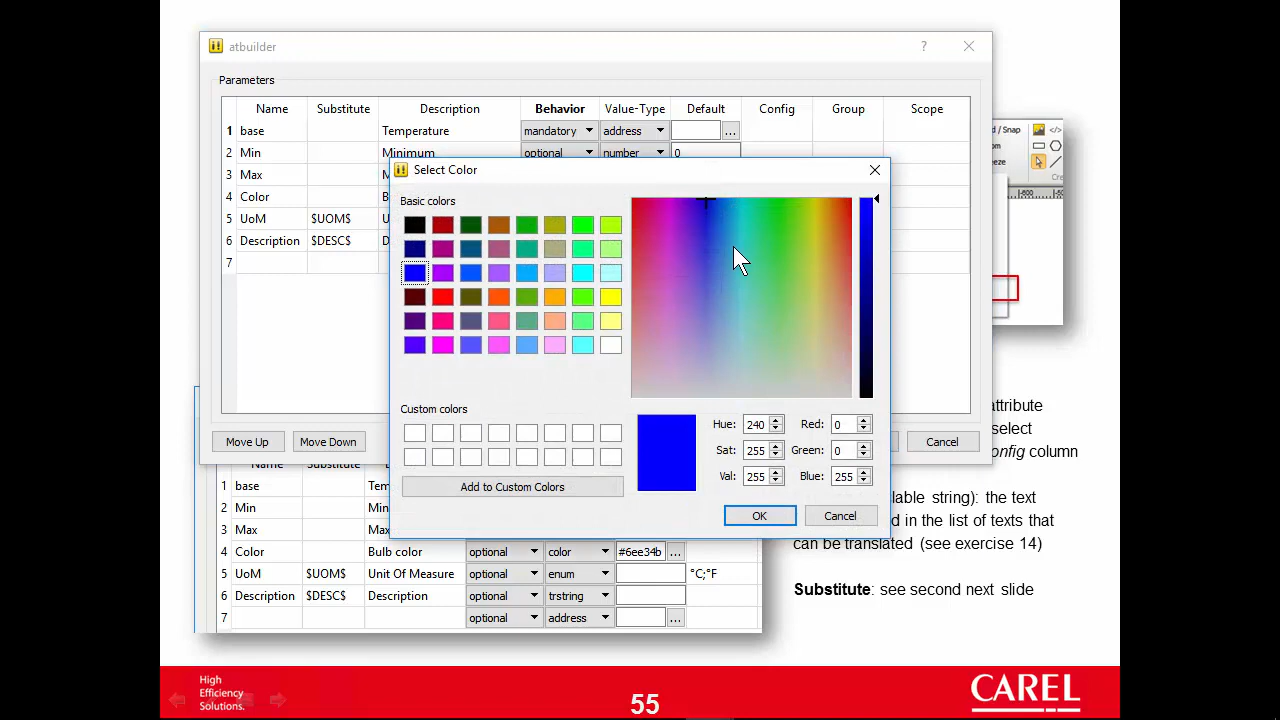 atbuilder
?
Parameters
Name Substitute Description Behavior Value-Type Default Config Group Scope
1 base Temperature mandatory address ...
2 Min Minimum optional number 0
3 Max
4 Color
5 UoM $UOM$
6 Description $DESC$
7
Select Color
Basic colors
Custom colors
Hue: 240 Red: 0
Sat: 255 Green: 0
Val: 255 Blue: 255
Add to Custom Colors
OK Cancel
Move Up Move Down Cancel
/ Snap
-600
Name Substitute
1 base
2 Min
3 Max
4 Color Bulb color optional color #6ee34b ...
5 UoM $UOM$ Unit Of Measure optional enum °C;°F
6 Description $DESC$ Description optional trstring
7 optional address ...
attribute
select
config column
string): the text
in the list of texts that
can be translated (see exercise 14)
Substitute: see second next slide
High
Efficiency
Solutions.
55
CAREL